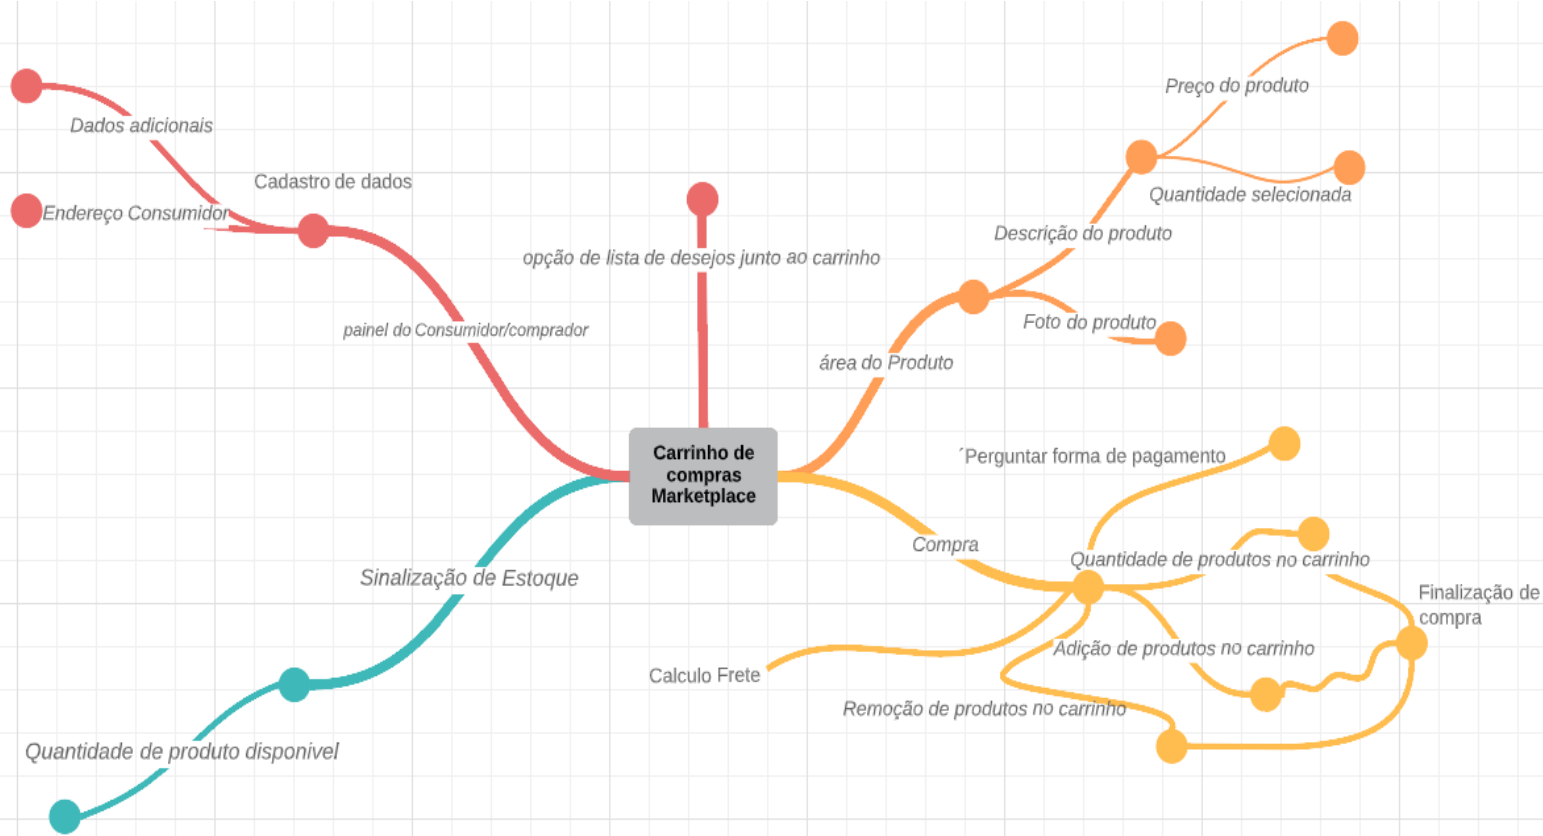 Preço do produto
Dados adicionais
Cadastro de dados
Quantidade selecionada
Endereço Consumidor
Descrição do produto
opção de lista de desejos junto ao carrinho
Foto do produto
painel do Consumidor/comprador
área do Produto
Carrinho de
compras
Marketplace
´Perguntar forma de pagamento
Compra
Quantidade de produtos no carrinho
Sinalização de Estoque
Finalização de
compra
Adição de produtos no carrinho
Calculo Frete
Remoção de produtos no carrinho
Quantidade de produto disponivel